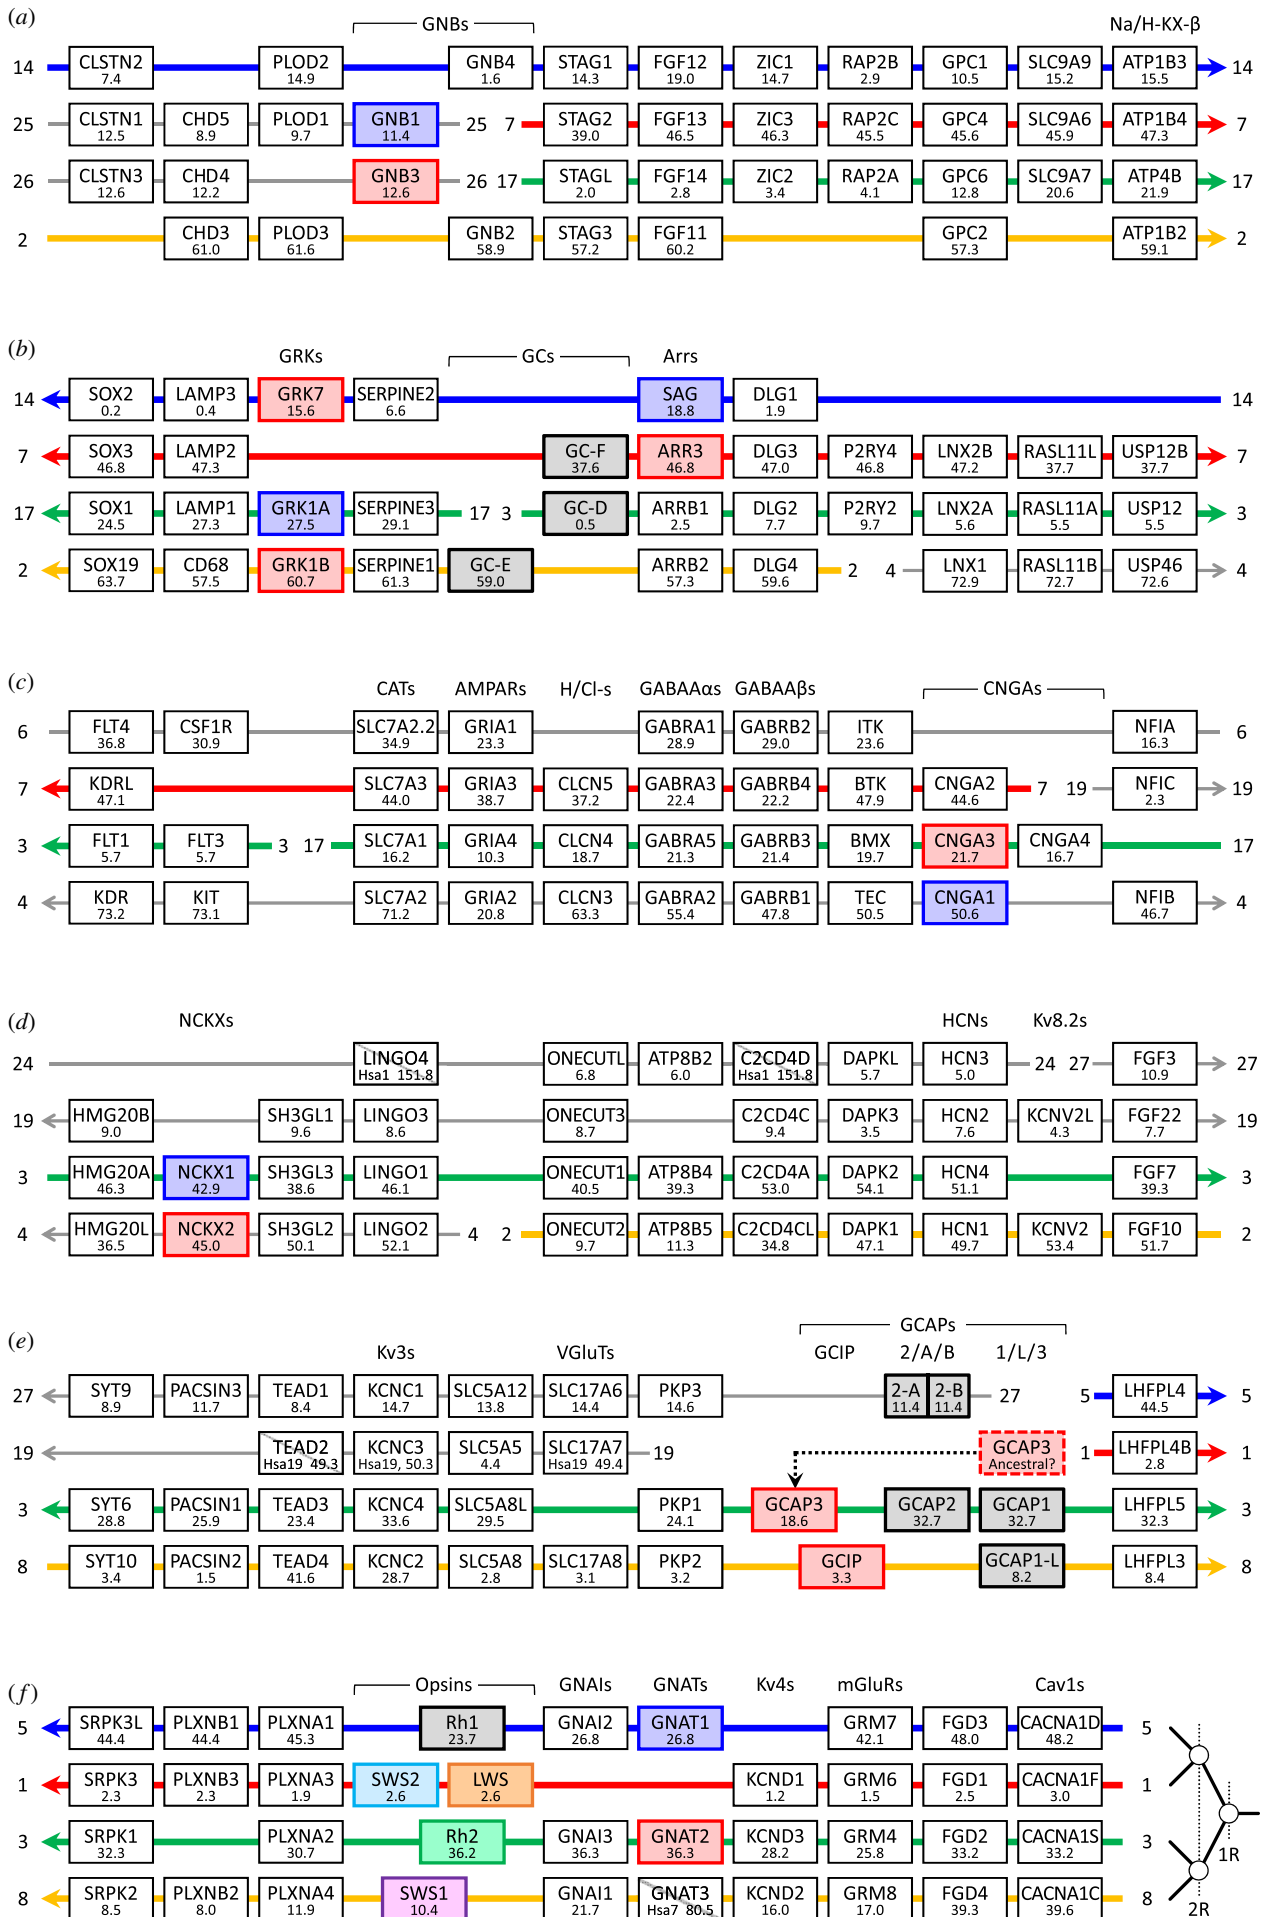 (a) GNBs Na/H-KX-β
14 CLSTN2 PLOD2 GNB4 STAG1 FGF12 ZIC1 RAP2B GPC1 SLC9A9 ATP1B3 14
7.4 14.9 1.6 14.3 19.0 14.7 2.9 10.5 15.2 15.5
25 CLSTN1 CHD5 PLOD1 GNB1 25 7 STAG2 FGF13 ZIC3 RAP2C GPC4 SLC9A6 ATP1B4 7
12.5 8.9 9.7 11.4 39.0 46.5 46.3 45.5 45.6 45.9 47.3
26 CLSTN3 CHD4 GNB3 26 17 STAGL FGF14 ZIC2 RAP2A GPC6 SLC9A7 ATP4B 17
12.6 12.2 12.6 2.0 2.8 3.4 4.1 12.8 20.6 21.9
2 CHD3 PLOD3 GNB2 STAG3 FGF11 GPC2 ATP1B2 2
61.0 61.6 58.9 57.2 60.2 57.3 59.1
(b) GRKs GCs Arrs
14 SOX2 LAMP3 GRK7 SERPINE2 SAG DLG1 14
0.2 0.4 15.6 6.6 18.8 1.9
7 SOX3 LAMP2 GC-F ARR3 DLG3 P2RY4 LNX2B RASL11L USP12B 7
46.8 47.3 37.6 46.8 47.0 46.8 47.2 37.7 37.7
17 SOX1 LAMP1 GRK1A SERPINE3 17 3 GC-D ARRB1 DLG2 P2RY2 LNX2A RASL11A USP12 3
24.5 27.3 27.5 29.1 0.5 2.5 7.7 9.7 5.6 5.5 5.5
2 SOX19 CD68 GRK1B SERPINE1 GC-E ARRB2 DLG4 2 4 LNX1 RASL11B USP46 4
63.7 57.5 60.7 61.3 59.0 57.3 59.6 72.9 72.7 72.6
(c) CATs AMPARs H/Cl-s GABAAαs GABAAβs CNGAs
6 FLT4 CSF1R SLC7A2.2 GRIA1 GABRA1 GABRB2 ITK NFIA 6
36.8 30.9 34.9 23.3 28.9 29.0 23.6 16.3
7 KDRL SLC7A3 GRIA3 CLCN5 GABRA3 GABRB4 BTK CNGA2 7 19 NFIC 19
47.1 44.0 38.7 37.2 22.4 22.2 47.9 44.6 2.3
3 FLT1 FLT3 3 17 SLC7A1 GRIA4 CLCN4 GABRA5 GABRB3 BMX CNGA3 CNGA4 17
5.7 5.7 16.2 10.3 18.7 21.3 21.4 19.7 21.7 16.7
4 KDR KIT SLC7A2 GRIA2 CLCN3 GABRA2 GABRB1 TEC CNGA1 NFIB 4
73.2 73.1 71.2 20.8 63.3 55.4 47.8 50.5 50.6 46.7
(d) NCKXs HCNs Kv8.2s
24 LINGO4 ONECUTL ATP8B2 C2CD4D DAPKL HCN3 24 27 FGF3 27
Hsa1 151.8 6.8 6.0 Hsa1 151.8 5.7 5.0 10.9
19 HMG20B SH3GL1 LINGO3 ONECUT3 C2CD4C DAPK3 HCN2 KCNV2L FGF22 19
9.0 9.6 8.6 8.7 9.4 3.5 7.6 4.3 7.7
3 HMG20A NCKX1 SH3GL3 LINGO1 ONECUT1 ATP8B4 C2CD4A DAPK2 HCN4 FGF7 3
46.3 42.9 38.6 46.1 40.5 39.3 53.0 54.1 51.1 39.3
4 HMG20L NCKX2 SH3GL2 LINGO2 4 2 ONECUT2 ATP8B5 C2CD4CL DAPK1 HCN1 KCNV2 FGF10 2
36.5 45.0 50.1 52.1 9.7 11.3 34.8 47.1 49.7 53.4 51.7
(e) GCAPs
Kv3s VGluTs GCIP 2/A/B 1/L/3
27 SYT9 PACSIN3 TEAD1 KCNC1 SLC5A12 SLC17A6 PKP3 2-A 2-B 27 5 LHFPL4 5
8.9 11.7 8.4 14.7 13.8 14.4 14.6 11.4 11.4 44.5
19 TEAD2 KCNC3 SLC5A5 SLC17A7 19 GCAP3 1 LHFPL4B 1
Hsa19 49.3 Hsa19, 50.3 4.4 Hsa19 49.4 Ancestral? 2.8
3 SYT6 PACSIN1 TEAD3 KCNC4 SLC5A8L PKP1 GCAP3 GCAP2 GCAP1 LHFPL5 3
28.8 25.9 23.4 33.6 29.5 24.1 18.6 32.7 32.7 32.3
8 SYT10 PACSIN2 TEAD4 KCNC2 SLC5A8 SLC17A8 PKP2 GCIP GCAP1-L LHFPL3 8
3.4 1.5 41.6 28.7 2.8 3.1 3.2 3.3 8.2 8.4
(f) Opsins GNAIs GNATs Kv4s mGluRs Cav1s
5 SRPK3L PLXNB1 PLXNA1 Rh1 GNAI2 GNAT1 GRM7 FGD3 CACNA1D 5
44.4 44.4 45.3 23.7 26.8 26.8 42.1 48.0 48.2
1 SRPK3 PLXNB3 PLXNA3 SWS2 LWS KCND1 GRM6 FGD1 CACNA1F 1
2.3 2.3 1.9 2.6 2.6 1.2 1.5 2.5 3.0
3 SRPK1 PLXNA2 Rh2 GNAI3 GNAT2 KCND3 GRM4 FGD2 CACNA1S 3 1R
32.3 30.7 36.2 36.3 36.3 28.2 25.8 33.2 33.2
8 SRPK2 PLXNB2 PLXNA4 SWS1 GNAI1 GNAT3 KCND2 GRM8 FGD4 CACNA1C 8 2R
8.5 8.0 11.9 10.4 21.7 Hsa7 80.5 16.0 17.0 39.3 39.6